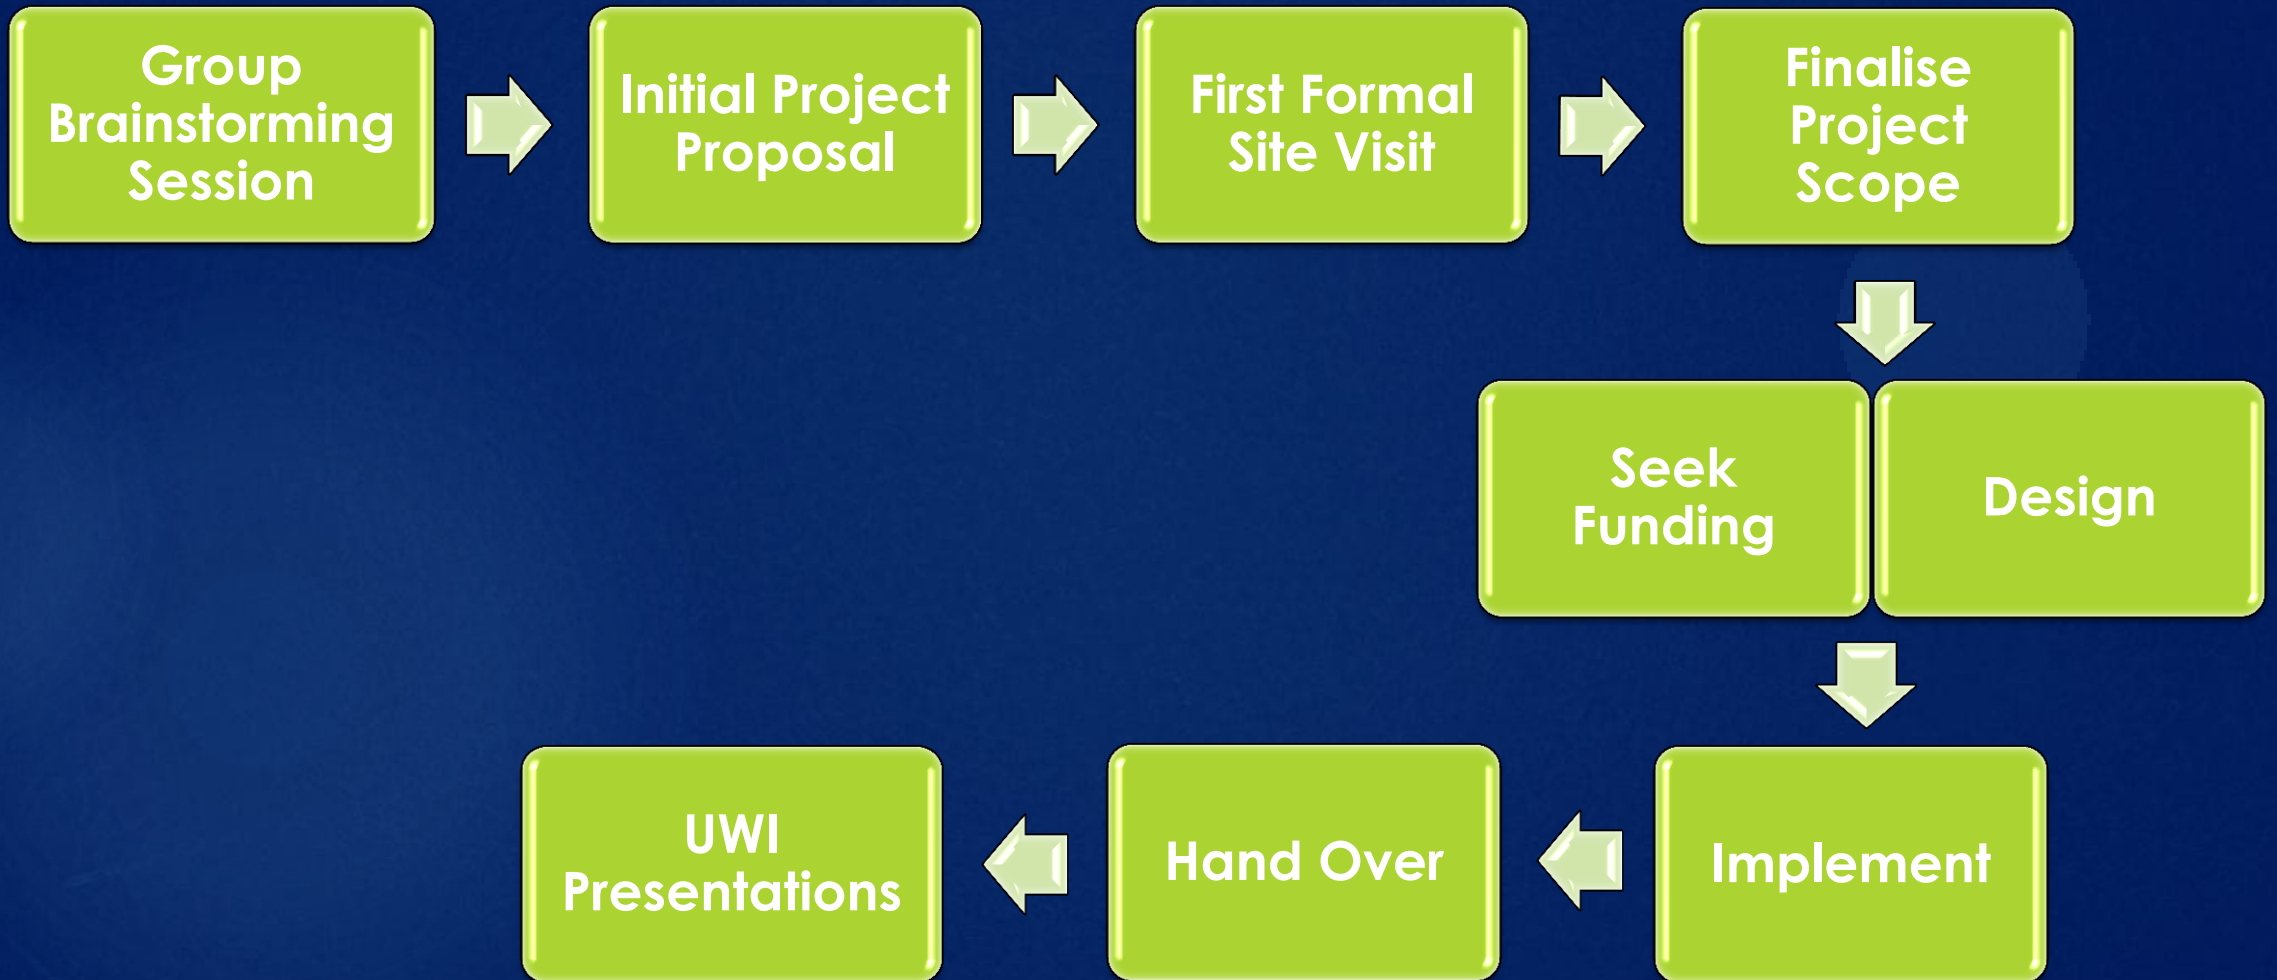 Group
Brainstorming
Session
Initial Project
Proposal
First Formal
Site Visit
Finalise
Project
Scope
Seek
Funding
Design
Implement
Hand Over
UWI
Presentations